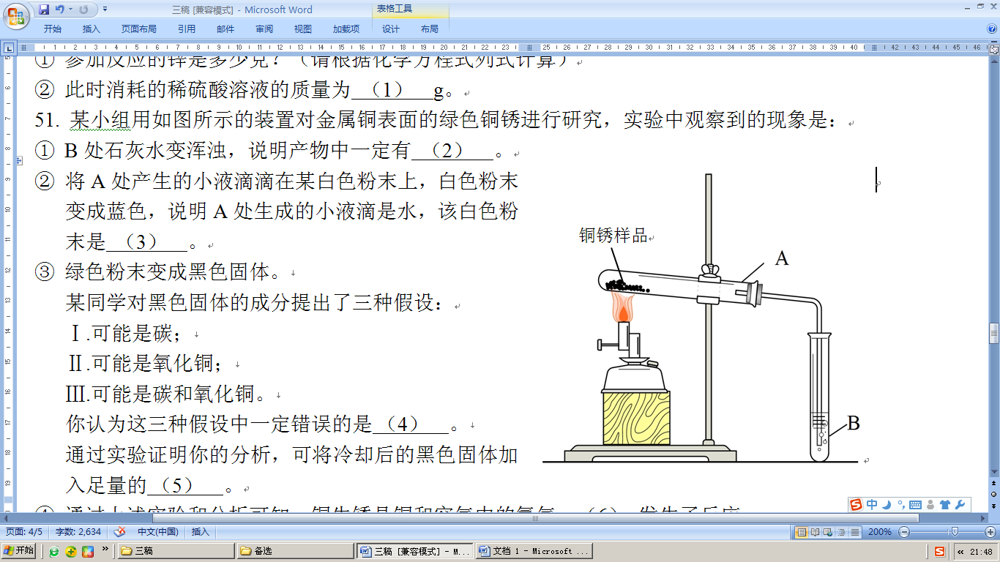 三稿 [兼容模式] - Microsoft Word
表格工具
开始 插入 页面布局 引用 邮件 审阅 视图 加载项 设计 布局
① 参加反应的锌是多少克？（请根据化学方程式列式计算）
② 此时消耗的稀硫酸溶液的质量为 （1） g。
51. 某小组用如图所示的装置对金属铜表面的绿色铜锈进行研究，实验中观察到的现象是：
① B 处石灰水变浑浊，说明产物中一定有 （2） 。
② 将 A 处产生的小液滴滴在某白色粉末上，白色粉末
变成蓝色，说明 A 处生成的小液滴是水，该白色粉
末是 （3） 。
③ 绿色粉末变成黑色固体。
某同学对黑色固体的成分提出了三种假设：
Ⅰ.可能是碳；
Ⅱ.可能是氧化铜；
Ⅲ.可能是碳和氧化铜。
你认为这三种假设中一定错误的是 （4） 。
通过实验证明你的分析，可将冷却后的黑色固体加
入足量的 （5） 。
④ 通过上述实验和分析可知，铜生锈是铜和空气中的氧气、 （6） 发生了反应
铜锈样品
A
B
页面: 4/5 字数: 2,634 中文(中国) 插入 200%
开始 三稿 备选 三稿 [兼容模式] - M... 文档 1 - Microsoft ... 21:48